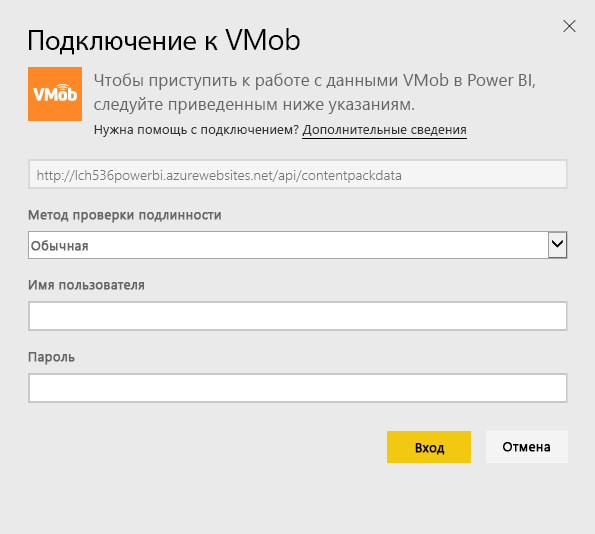 Подключение к VMob
VMob
Чтобы приступить к работе с данными VMob в Power BI,
следуйте приведенным ниже указаниям.
Нужна помощь с подключением? Дополнительные сведения
http://lch536powerbi.azurewebsites.net/api/contentpackdata
Метод проверки подлинности
Обычная
Имя пользователя
Пароль
Вход
Отмена